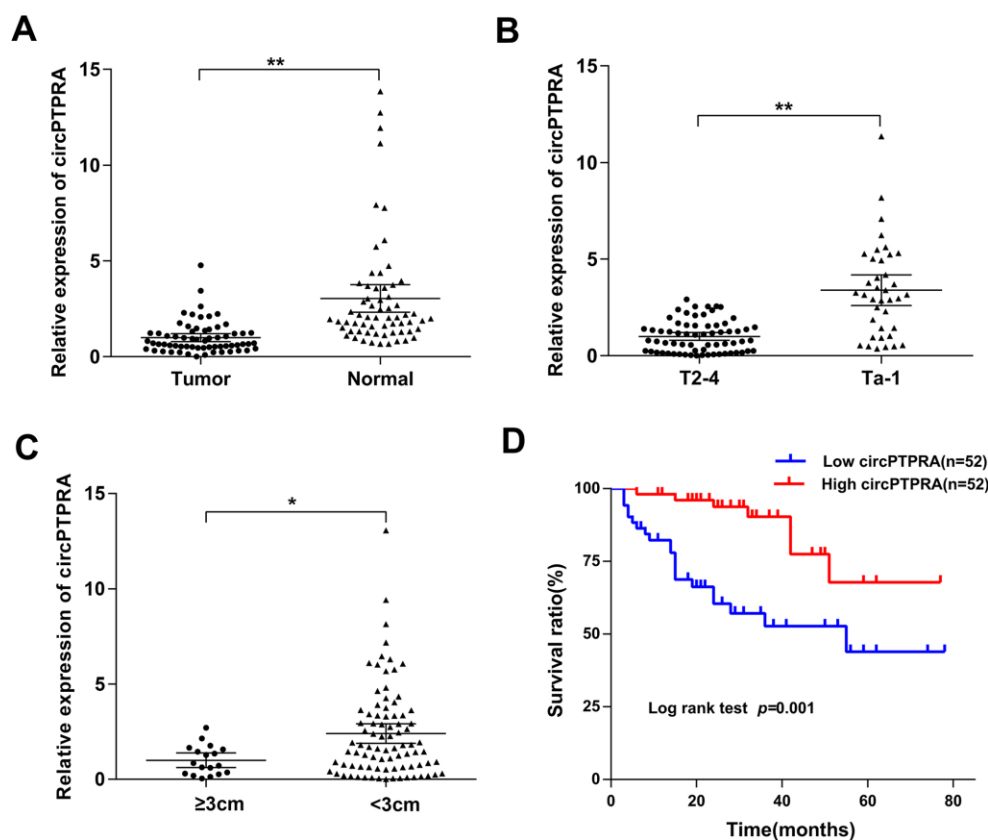 A
Relative expression of circPTPRA
15
10
5
0
**
Tumor Normal
B
Relative expression of circPTPRA
15
10
5
0
**
T2-4 Ta-1
C
Relative expression of circPTPRA
15
10
5
0
*
≥3cm <3cm
D
Low circPTPRA(n=52)
High circPTPRA(n=52)
Survival ratio(%)
100
75
50
25
0
Log rank test p=0.001
0 20 40 60 80
Time(months)